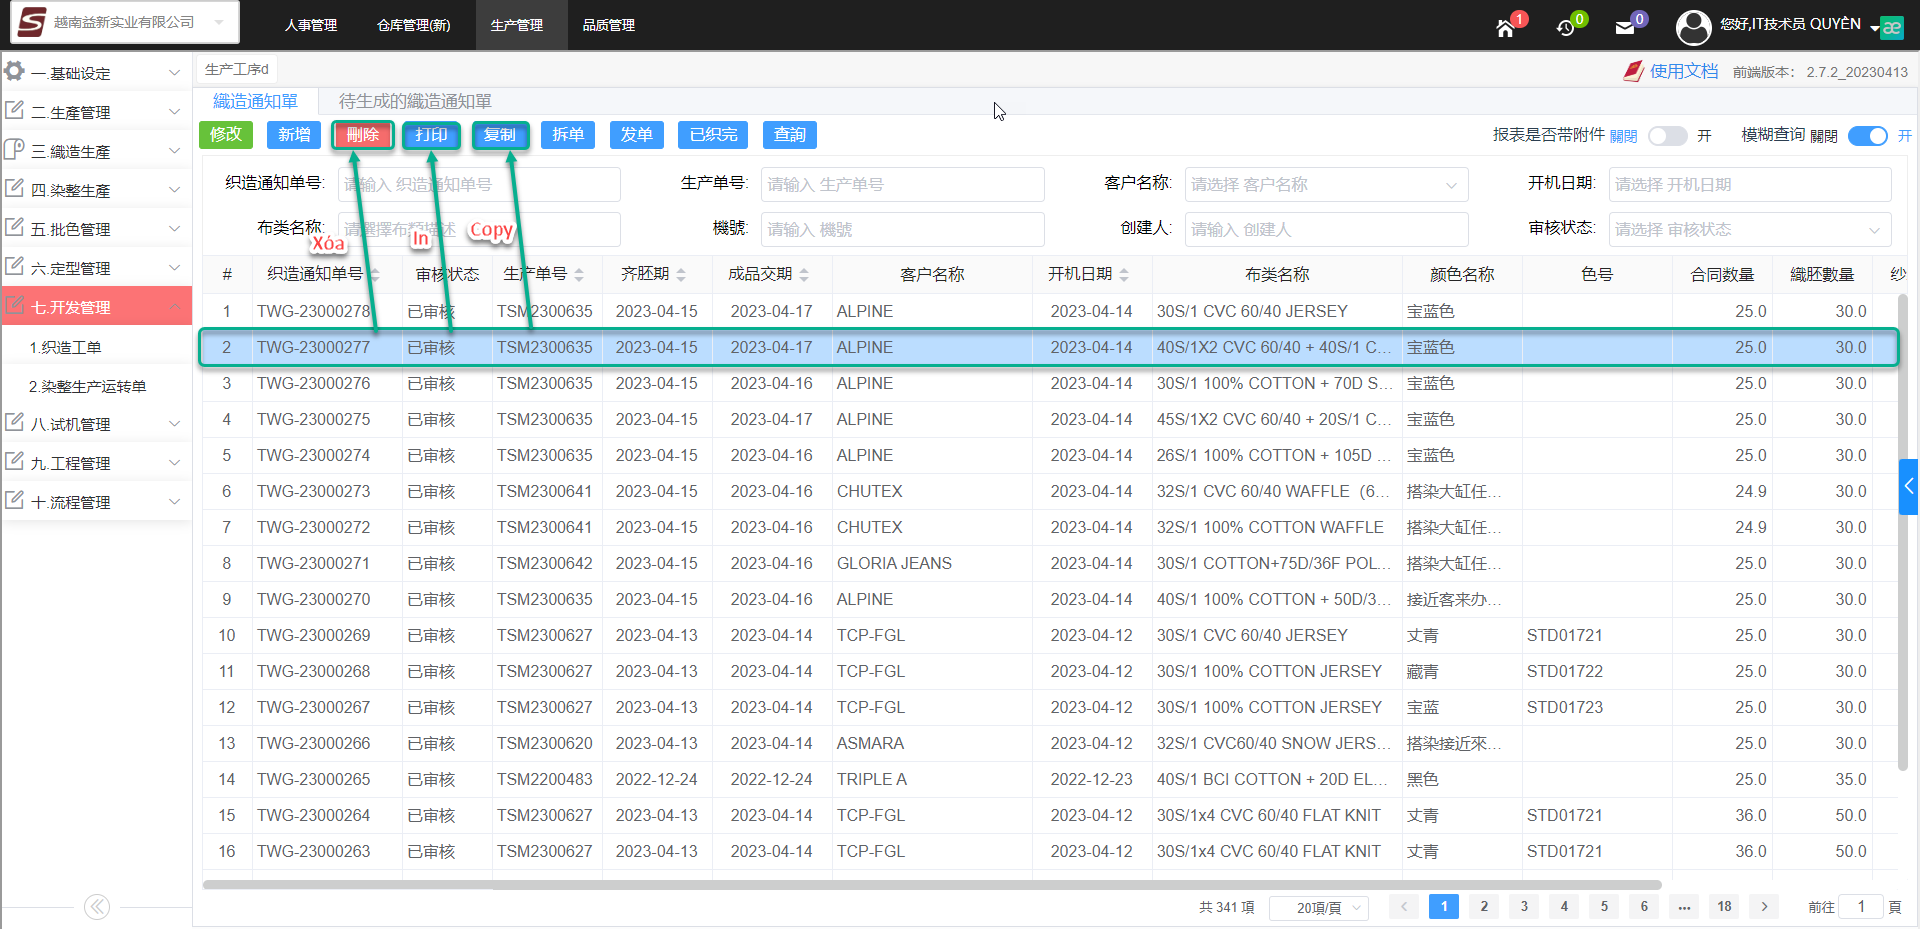 越南益新实业有限公司 人事管理 仓库管理(新) 生产管理 品质管理 1 0 0 您好,IT技术员 QUYÊN æ
一.基础设定
二.生產管理
三.織造生產
四.染整生產
五.批色管理
六.定型管理
七.开发管理
1.织造工单
2.染整生产运转单
八.试机管理
九.工程管理
十.流程管理
生产工序d 使用文档 前端版本: 2.7.2_20230413
織造通知單 待生成的織造通知單
修改 新增 刪除 打印 复制 拆单 发单 已织完 查詢 报表是否带附件 關閉 开 模糊查询 關閉 开
织造通知单号: 请输入 织造通知单号 生产单号: 请输入 生产单号 客户名称: 请选择 客户名称 开机日期: 请选择 开机日期
布类名称: 请選擇布類描述 機號: 请输入 機號 创建人: 请输入 创建人 审核状态: 请选择 审核状态
Xóa In Copy
# 织造通知单号 审核状态 生产单号 齐胚期 成品交期 客户名称 开机日期 布类名称 颜色名称 色号 合同数量 織胚數量 纱
1 TWG-23000278 已审核 TSM2300635 2023-04-15 2023-04-17 ALPINE 2023-04-14 30S/1 CVC 60/40 JERSEY 宝蓝色 25.0 30.0
2 TWG-23000277 已审核 TSM2300635 2023-04-15 2023-04-17 ALPINE 2023-04-14 40S/1X2 CVC 60/40 + 40S/1 C... 宝蓝色 25.0 30.0
3 TWG-23000276 已审核 TSM2300635 2023-04-15 2023-04-16 ALPINE 2023-04-14 30S/1 100% COTTON + 70D S... 宝蓝色 25.0 30.0
4 TWG-23000275 已审核 TSM2300635 2023-04-15 2023-04-17 ALPINE 2023-04-14 45S/1X2 CVC 60/40 + 20S/1 C... 宝蓝色 25.0 30.0
5 TWG-23000274 已审核 TSM2300635 2023-04-15 2023-04-16 ALPINE 2023-04-14 26S/1 100% COTTON + 105D ... 宝蓝色 25.0 30.0
6 TWG-23000273 已审核 TSM2300641 2023-04-15 2023-04-16 CHUTEX 2023-04-14 32S/1 CVC 60/40 WAFFLE（6... 搭染大缸任... 24.9 30.0
7 TWG-23000272 已审核 TSM2300641 2023-04-15 2023-04-16 CHUTEX 2023-04-14 32S/1 100% COTTON WAFFLE 搭染大缸任... 24.9 30.0
8 TWG-23000271 已审核 TSM2300642 2023-04-15 2023-04-16 GLORIA JEANS 2023-04-14 30S/1 COTTON+75D/36F POL... 搭染大缸任... 25.0 30.0
9 TWG-23000270 已审核 TSM2300635 2023-04-15 2023-04-16 ALPINE 2023-04-14 40S/1 100% COTTON + 50D/3... 接近客来办... 25.0 30.0
10 TWG-23000269 已审核 TSM2300627 2023-04-13 2023-04-14 TCP-FGL 2023-04-12 30S/1 CVC 60/40 JERSEY 丈青 STD01721 25.0 30.0
11 TWG-23000268 已审核 TSM2300627 2023-04-13 2023-04-14 TCP-FGL 2023-04-12 30S/1 100% COTTON JERSEY 藏青 STD01722 25.0 30.0
12 TWG-23000267 已审核 TSM2300627 2023-04-13 2023-04-14 TCP-FGL 2023-04-12 30S/1 100% COTTON JERSEY 宝蓝 STD01723 25.0 30.0
13 TWG-23000266 已审核 TSM2300620 2023-04-13 2023-04-14 ASMARA 2023-04-12 32S/1 CVC60/40 SNOW JERS... 搭染接近來... 25.0 30.0
14 TWG-23000265 已审核 TSM2200483 2022-12-24 2022-12-24 TRIPLE A 2022-12-23 40S/1 BCI COTTON + 20D EL... 黑色 25.0 35.0
15 TWG-23000264 已审核 TSM2300627 2023-04-13 2023-04-14 TCP-FGL 2023-04-12 30S/1x4 CVC 60/40 FLAT KNIT 丈青 STD01721 36.0 50.0
16 TWG-23000263 已审核 TSM2300627 2023-04-13 2023-04-14 TCP-FGL 2023-04-12 30S/1x4 CVC 60/40 FLAT KNIT 丈青 STD01721 36.0 50.0
共 341 項 20項/頁 1 2 3 4 5 6 ... 18 前往 1 頁